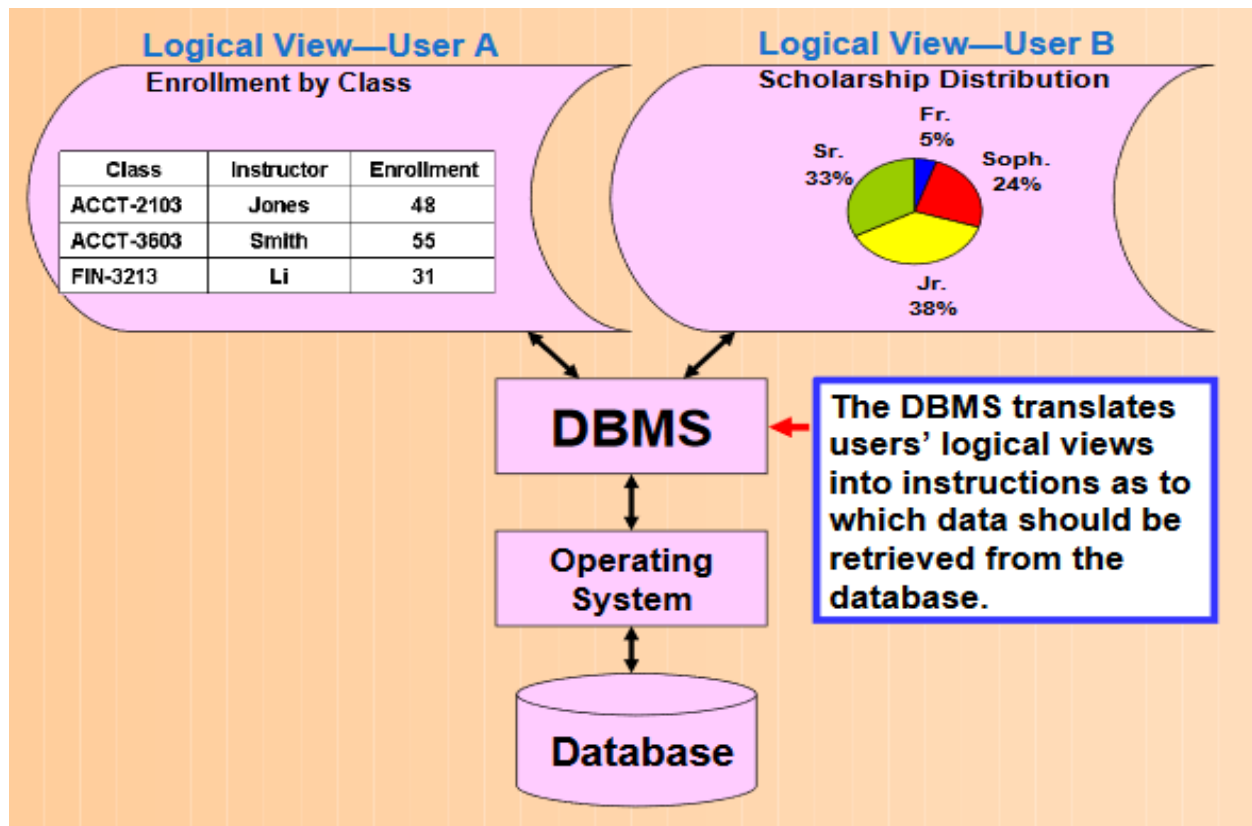 Logical View—User A
Enrollment by Class
Class Instructor Enrollment
ACCT-2103 Jones 48
ACCT-3603 Smith 55
FIN-3213 Li 31
Logical View—User B
Scholarship Distribution
Fr.
5%
Soph.
24%
Sr.
33%
Jr.
38%
DBMS
The DBMS translates
users’ logical views
into instructions as to
which data should be
retrieved from the
database.
Operating
System
Database